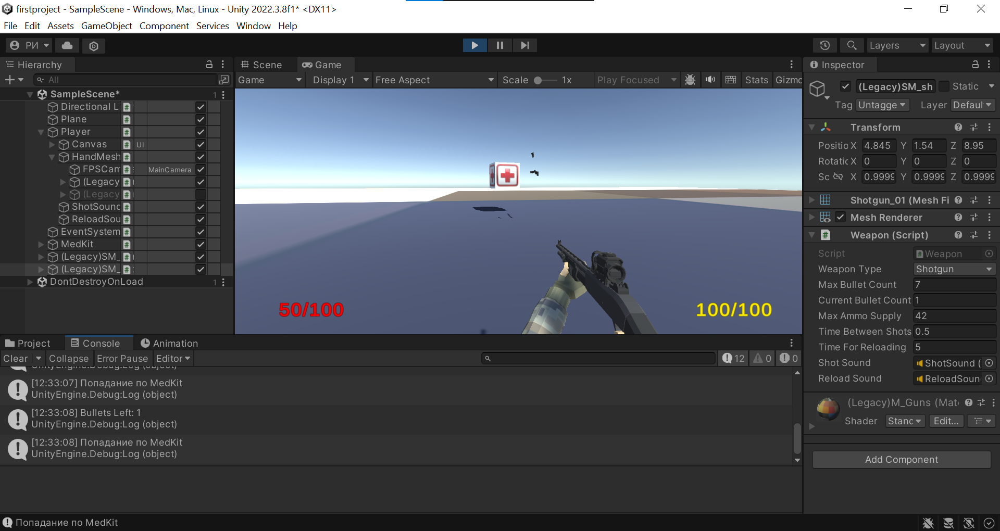 firstproject - SampleScene - Windows, Mac, Linux - Unity 2022.3.8f1* <DX11>
File Edit Assets GameObject Component Services Window Help
РИ
Layers
Layout
Hierarchy
All
SampleScene*
1
Directional Li
Plane
Player
Canvas
UI
HandMesh
FPSCam
MainCamera
(Legacy
(Legacy
ShotSound
ReloadSou
EventSystem
MedKit
(Legacy)SM_
(Legacy)SM_
DontDestroyOnLoad
1
Scene
Game
Game
Display 1
Free Aspect
Scale
1x
Play Focused
Stats
Gizmo
50/100
100/100
Inspector
(Legacy)SM_sh
Static
Tag Untagge
Layer Defaul
Transform
Positio X 4.845 Y 1.54 Z 8.95
Rotatic X 0 Y 0 Z 0
Sc X 0.9999 Y 0.9999 Z 0.9999
Shotgun_01 (Mesh Fi
Mesh Renderer
Weapon (Script)
Script
Weapon
Weapon Type
Shotgun
Max Bullet Count
7
Current Bullet Count
1
Max Ammo Supply
42
Time Between Shots
0.5
Time For Reloading
5
Shot Sound
ShotSound (
Reload Sound
ReloadSoun
(Legacy)M_Guns (Mat
Shader
Stanc
Edit...
Add Component
Project
Console
Animation
Clear
Collapse
Error Pause
Editor
12
0
0
UnityEngine.Debug:Log (object)
[12:33:07] Попадание по MedKit
UnityEngine.Debug:Log (object)
[12:33:08] Bullets Left: 1
UnityEngine.Debug:Log (object)
[12:33:08] Попадание по MedKit
UnityEngine.Debug:Log (object)
Попадание по MedKit